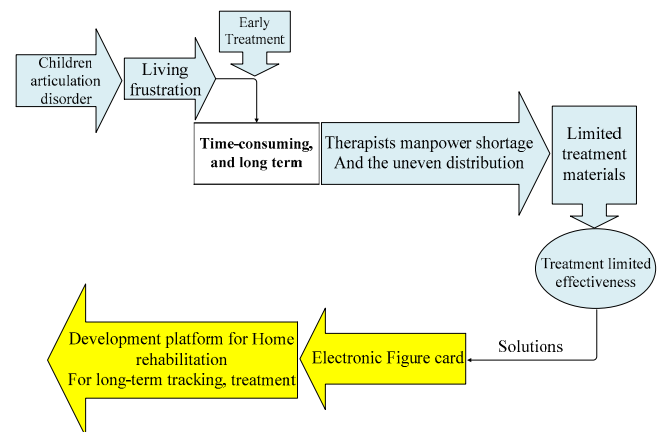 Early
Treatment
Children
articulation
disorder
Living
frustration
Time-consuming,
and long term
Therapists manpower shortage
And the uneven distribution
Limited
treatment
materials
Treatment limited
effectiveness
Solutions
Electronic Figure card
Development platform for Home
rehabilitation
For long-term tracking, treatment